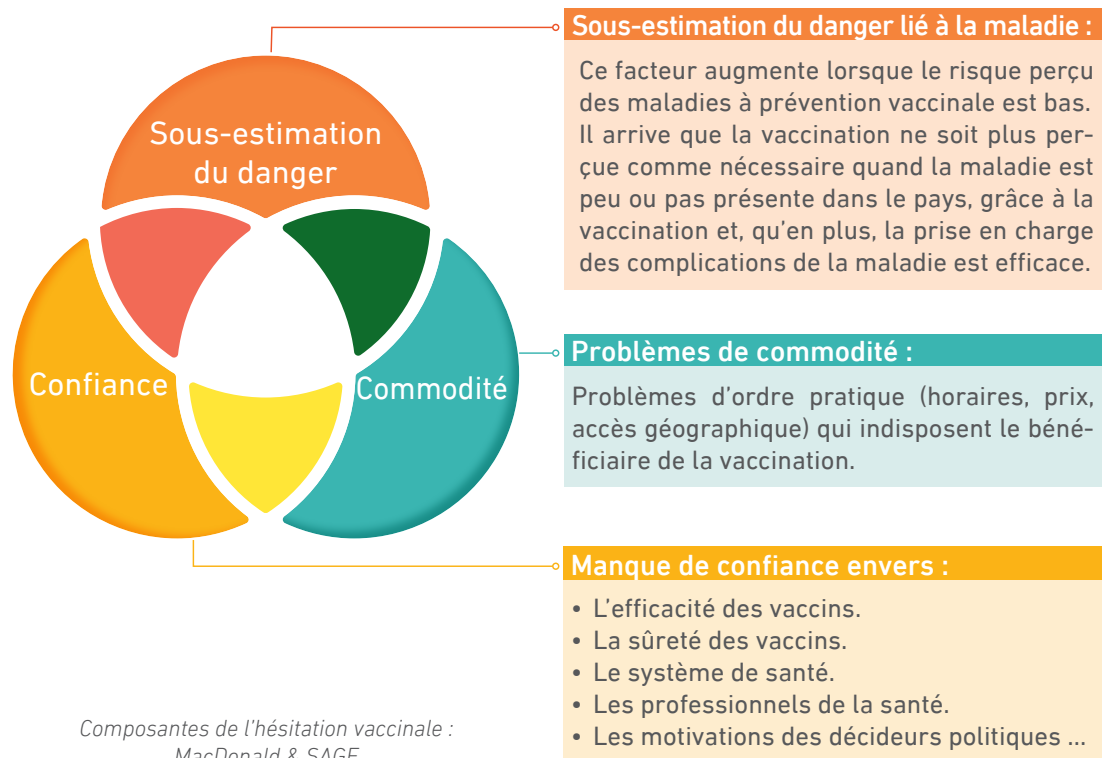 Sous-estimation
du danger
Confiance
Commodité
Sous-estimation du danger lié à la maladie :
Ce facteur augmente lorsque le risque perçu
des maladies à prévention vaccinale est bas.
Il arrive que la vaccination ne soit plus per-
çue comme nécessaire quand la maladie est
peu ou pas présente dans le pays, grâce à la
vaccination et, qu'en plus, la prise en charge
des complications de la maladie est efficace.
Problèmes de commodité :
Problèmes d'ordre pratique (horaires, prix,
accès géographique) qui indisposent le béné-
ficiaire de la vaccination.
Manque de confiance envers :
• L'efficacité des vaccins.
• La sûreté des vaccins.
• Le système de santé.
• Les professionnels de la santé.
• Les motivations des décideurs politiques ...
Composantes de l'hésitation vaccinale :
MacDonald & SAGE